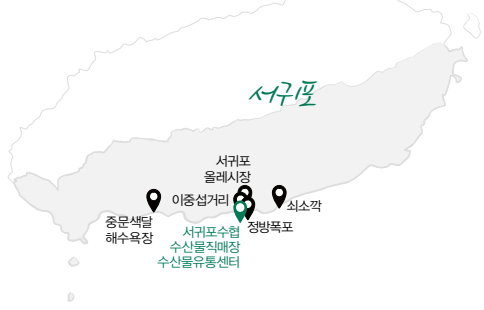 서귀포
서귀포
올레시장
이중섭거리
쇠소깍
중문색달
해수욕장
정방폭포
서귀포수협
수산물직매장
수산물유통센터